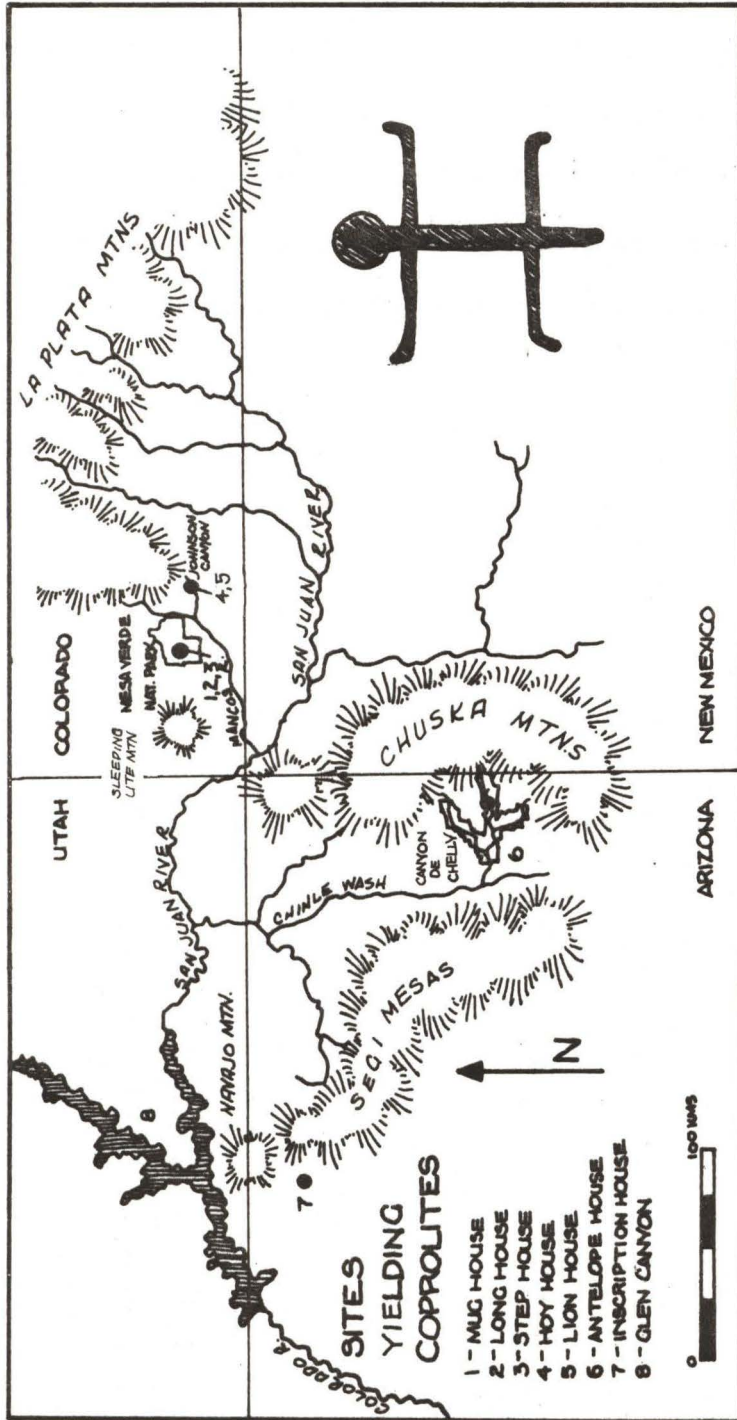 LA PLATA MTNS
UTAH
COLORADO
SLEEPING
UTE MTN
MESA VERDE
NAT. PARK
1,2,3
MANCOS R.
JOHNSON
CANYON
4,5
SAN JUAN RIVER
SAN JUAN RIVER
NAVAJO MTN.
8
CHINLE WASH
CHUSKA MTNS
CANYON
DE
CHELLY
6
SEGI MESAS
7
COLORADO R.
ARIZONA
NEW MEXICO
N
SITES
YIELDING
COPROLITES
1 - MUG HOUSE
2 - LONG HOUSE
3 - STEP HOUSE
4 - HOY HOUSE
5 - LION HOUSE
6 - ANTELOPE HOUSE
7 - INSCRIPTION HOUSE
8 - GLEN CANYON
0
100 KMS